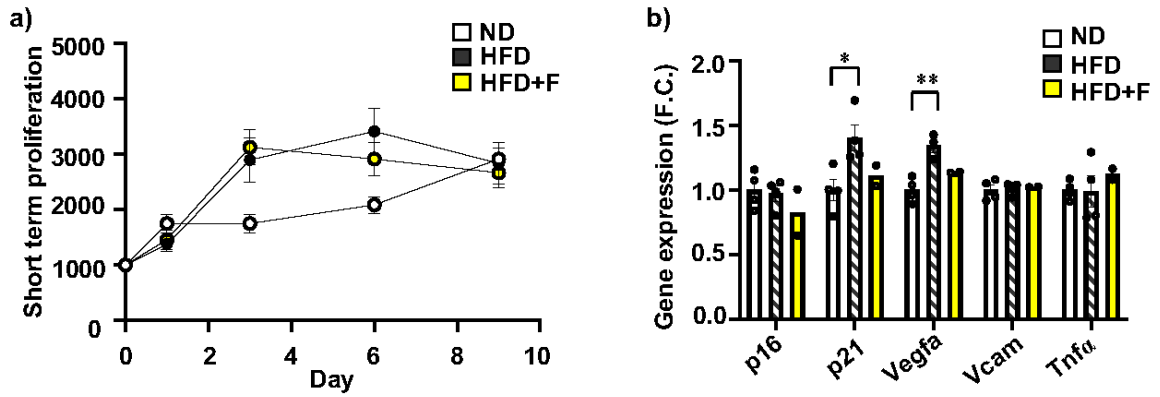 a)
ND
HFD
HFD+F
Short term proliferation
5000
4000
3000
2000
1000
0
0 2 4 6 8 10
Day
b)
ND
HFD
HFD+F
Gene expression (F.C.)
2.0
1.5
1.0
0.5
0.0
*
**
p16 p21 Vegfa Vcam Tnfα